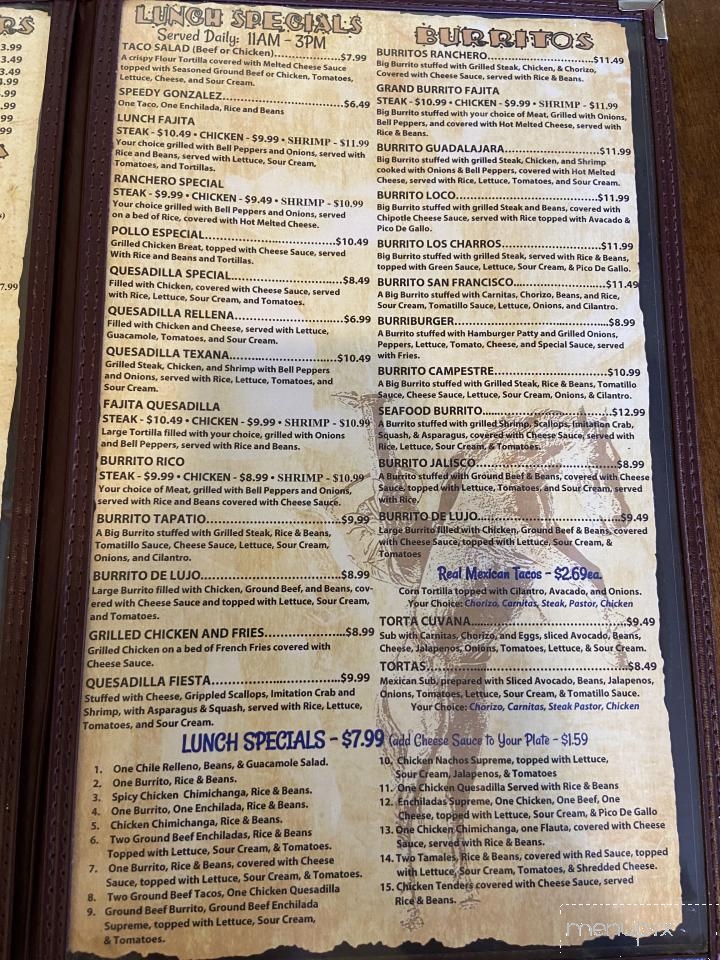 RS
3.99
3.49
4.49
.99
.99
.99
s)
7.99
LUNCH SPECIALS
Served Daily: 11AM - 3PM
TACO SALAD (Beef or Chicken)..................$7.99
A crispy Flour Tortilla covered with Melted Cheese Sauce
topped with Seasoned Ground Beef or Chicken, Tomatoes,
Lettuce, Cheese, and Sour Cream.
SPEEDY GONZALEZ..................$6.49
One Taco, One Enchilada, Rice and Beans
LUNCH FAJITA
STEAK - $10.49 • CHICKEN - $9.99 • SHRIMP - $11.99
Your choice grilled with Bell Peppers and Onions, served with
Rice and Beans, served with Lettuce, Sour Cream,
Tomatoes, and Tortillas.
RANCHERO SPECIAL
STEAK - $9.99 • CHICKEN - $9.49 • SHRIMP - $10.99
Your choice grilled with Bell Peppers and Onions, served
on a bed of Rice, covered with Hot Melted Cheese.
POLLO ESPECIAL..................$10.49
Grilled Chicken Breat, topped with Cheese Sauce, served
With Rice and Beans and Tortillas.
QUESADILLA SPECIAL..................$8.49
Filled with Chicken, covered with Cheese Sauce, served
with Rice, Lettuce, Sour Cream, and Tomatoes.
QUESADILLA RELLENA..................$6.99
Filled with Chicken and Cheese, served with Lettuce,
Guacamole, Tomatoes, and Sour Cream.
QUESADILLA TEXANA..................$10.49
Grilled Steak, Chicken, and Shrimp with Bell Peppers
and Onions, served with Rice, Lettuce, Tomatoes, and
Sour Cream.
FAJITA QUESADILLA
STEAK - $10.49 • CHICKEN - $9.99 • SHRIMP - $10.99
Large Tortilla filled with your choice, grilled with Onions
and Bell Peppers, served with Rice and Beans.
BURRITO RICO
STEAK - $9.99 • CHICKEN - $8.99 • SHRIMP - $10.99
Your choice of Meat, grilled with Bell Peppers and Onions,
served with Rice and Beans covered with Cheese Sauce.
BURRITO TAPATIO..................$9.99
A Big Burrito stuffed with Grilled Steak, Rice & Beans,
Tomatillo Sauce, Cheese Sauce, Lettuce, Sour Cream,
Onions, and Cilantro.
BURRITO DE LUJO..................$8.99
Large Burrito filled with Chicken, Ground Beef, and Beans, cov-
ered with Cheese Sauce and topped with Lettuce, Sour Cream,
and Tomatoes.
GRILLED CHICKEN AND FRIES..................$8.99
Grilled Chicken on a bed of French Fries covered with
Cheese Sauce.
QUESADILLA FIESTA..................$9.99
Stuffed with Cheese, Grippled Scallops, Imitation Crab and
Shrimp, with Asparagus & Squash, served with Rice, Lettuce,
Tomatoes, and Sour Cream.
BURRITOS
BURRITOS RANCHERO..................$11.49
Big Burrito stuffed with Grilled Steak, Chicken, & Chorizo,
Covered with Cheese Sauce, served with Rice & Beans.
GRAND BURRITO FAJITA
STEAK - $10.99 • CHICKEN - $9.99 • SHRIMP - $11.99
Big Burrito stuffed with your choice of Meat, Grilled with Onions,
Bell Peppers, and covered with Hot Melted Cheese, served with
Rice & Beans.
BURRITO GUADALAJARA..................$11.99
Big Burrito stuffed with grilled Steak, Chicken, and Shrimp
cooked with Onions & Bell Peppers, covered with Hot Melted
Cheese, served with Rice, Lettuce, Tomatoes, and Sour Cream.
BURRITO LOCO..................$11.99
Big Burrito stuffed with grilled Steak and Beans, covered with
Chipotle Cheese Sauce, served with Rice topped with Avacado &
Pico De Gallo.
BURRITO LOS CHARROS..................$11.99
Big Burrito stuffed with grilled Steak, served with Rice & Beans,
topped with Green Sauce, Lettuce, Sour Cream, & Pico De Gallo.
BURRITO SAN FRANCISCO..................$11.49
A Big Burrito stuffed with Carnitas, Chorizo, Beans, and Rice,
Sour Cream, Tomatillo Sauce, Lettuce, Onions, and Cilantro.
BURRIBURGER..................$8.99
A Burrito stuffed with Hamburger Patty and Grilled Onions,
Peppers, Lettuce, Tomato, Cheese, and Special Sauce, served
with Fries.
BURRITO CAMPESTRE..................$10.99
A Big Burrito stuffed with Grilled Steak, Rice & Beans, Tomatillo
Sauce, Cheese Sauce, Lettuce, Sour Cream, Onions, & Cilantro.
SEAFOOD BURRITO..................$12.99
A Burrito stuffed with grilled Shrimp, Scallops, Imitation Crab,
Squash, & Asparagus, covered with Cheese Sauce, served with
Rice, Lettuce, Sour Cream, & Tomatoes.
BURRITO JALISCO..................$8.99
A Burrito stuffed with Ground Beef & Beans, covered with Cheese
Sauce, topped with Lettuce, Tomatoes, and Sour Cream, served
with Rice.
BURRITO DE LUJO..................$9.49
Large Burrito filled with Chicken, Ground Beef & Beans, covered
with Cheese Sauce, topped with Lettuce, Sour Cream, &
Tomatoes
Real Mexican Tacos - $2.69ea.
Corn Tortilla topped with Cilantro, Avacado, and Onions.
Your Choice: Chorizo, Carnitas, Steak, Pastor, Chicken
TORTA CUVANA..................$9.49
Sub with Carnitas, Chorizo, and Eggs, sliced Avocado, Beans,
Cheese, Jalapenos, Onions, Tomatoes, Lettuce, & Sour Cream.
TORTAS..................$8.49
Mexican Sub, prepared with Sliced Avocado, Beans, Jalapenos,
Onions, Tomatoes, Lettuce, Sour Cream, & Tomatillo Sauce.
Your Choice: Chorizo, Carnitas, Steak Pastor, Chicken
LUNCH SPECIALS - $7.99 (add Cheese Sauce to Your Plate - $1.59
1. One Chile Relleno, Beans, & Guacamole Salad.
2. One Burrito, Rice & Beans.
3. Spicy Chicken Chimichanga, Rice & Beans.
4. One Burrito, One Enchilada, Rice & Beans.
5. Chicken Chimichanga, Rice & Beans.
6. Two Ground Beef Enchiladas, Rice & Beans
Topped with Lettuce, Sour Cream, & Tomatoes.
7. One Burrito, Rice & Beans, covered with Cheese
Sauce, topped with Lettuce, Sour Cream, & Tomatoes.
8. Two Ground Beef Tacos, One Chicken Quesadilla
9. Ground Beef Burrito, Ground Beef Enchilada
Supreme, topped with Lettuce, Sour Cream,
& Tomatoes.
10. Chicken Nachos Supreme, topped with Lettuce,
Sour Cream, Jalapenos, & Tomatoes
11. One Chicken Quesadilla Served with Rice & Beans
12. Enchiladas Supreme, One Chicken, One Beef, One
Cheese, topped with Lettuce, Sour Cream, & Pico De Gallo
13. One Chicken Chimichanga, one Flauta, covered with Cheese
Sauce, served with Rice & Beans.
14. Two Tamales, Rice & Beans, covered with Red Sauce, topped
with Lettuce, Sour Cream, Tomatoes, & Shredded Cheese.
15. Chicken Tenders covered with Cheese Sauce, served
Rice & Beans.
menupix